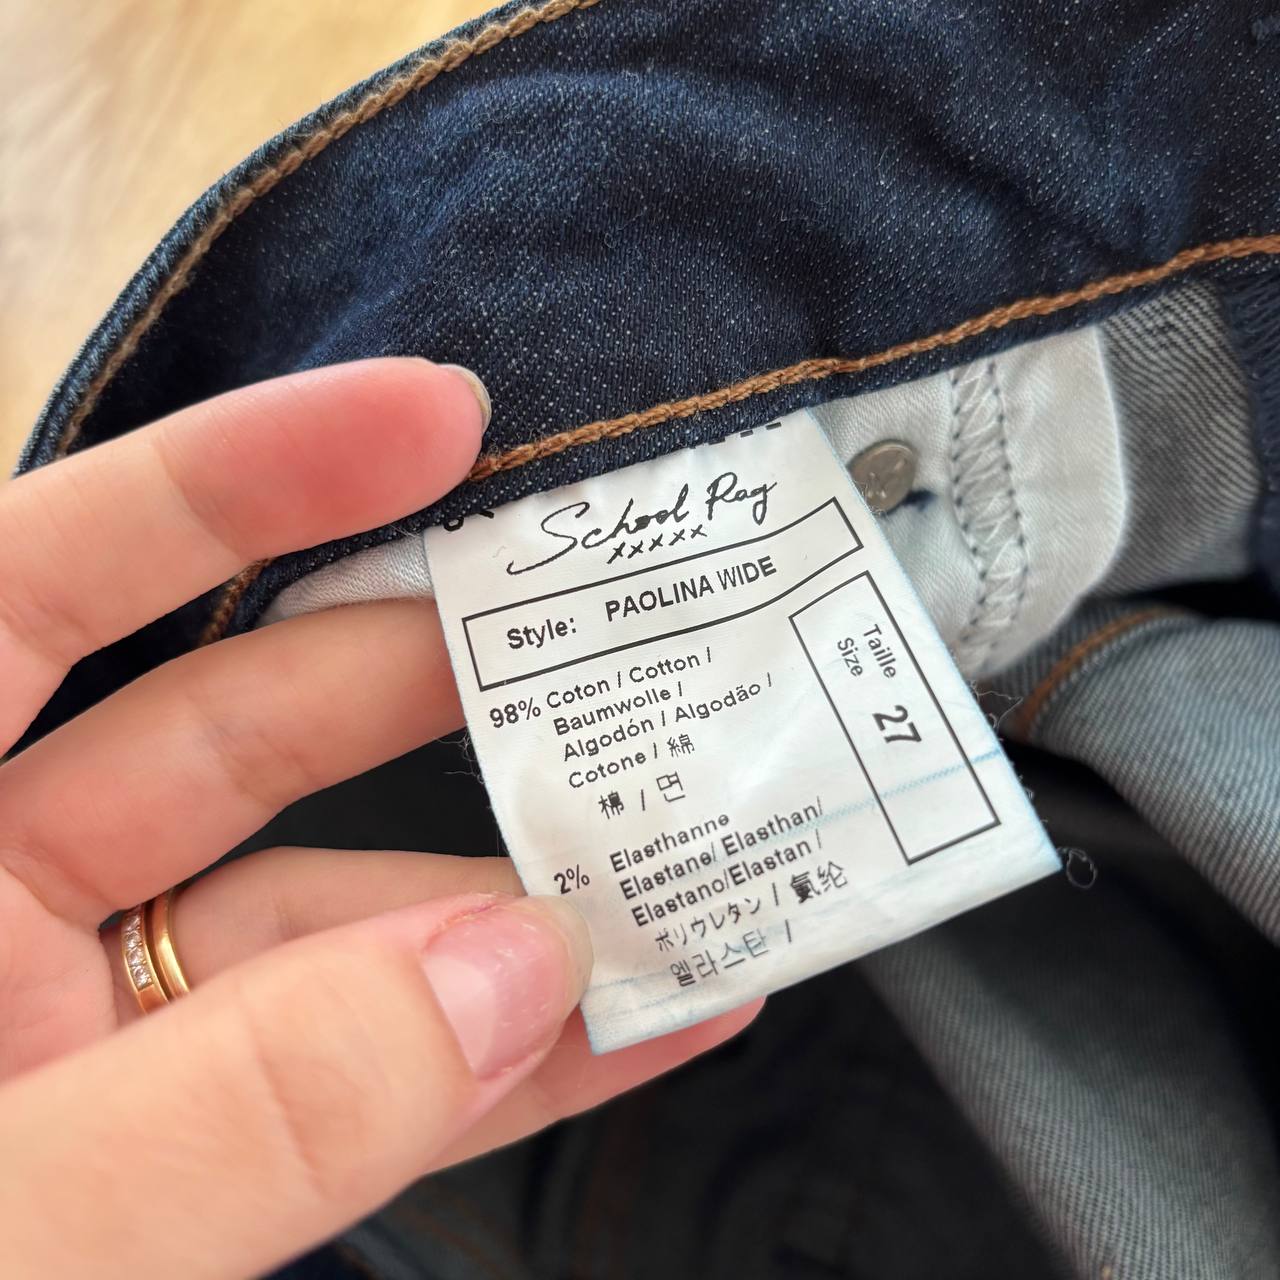 School Rag
xxxxx
Style: PAOLINA WIDE
98% Coton / Cotton /
Baumwolle /
Algodón / Algodão /
Cotone / 綿
棉 / 면
2% Elasthanne
Elastane/ Elasthan/
Elastano/Elastan /
ポリウレタン / 氨纶
엘라스탄 /
Taille
Size
27